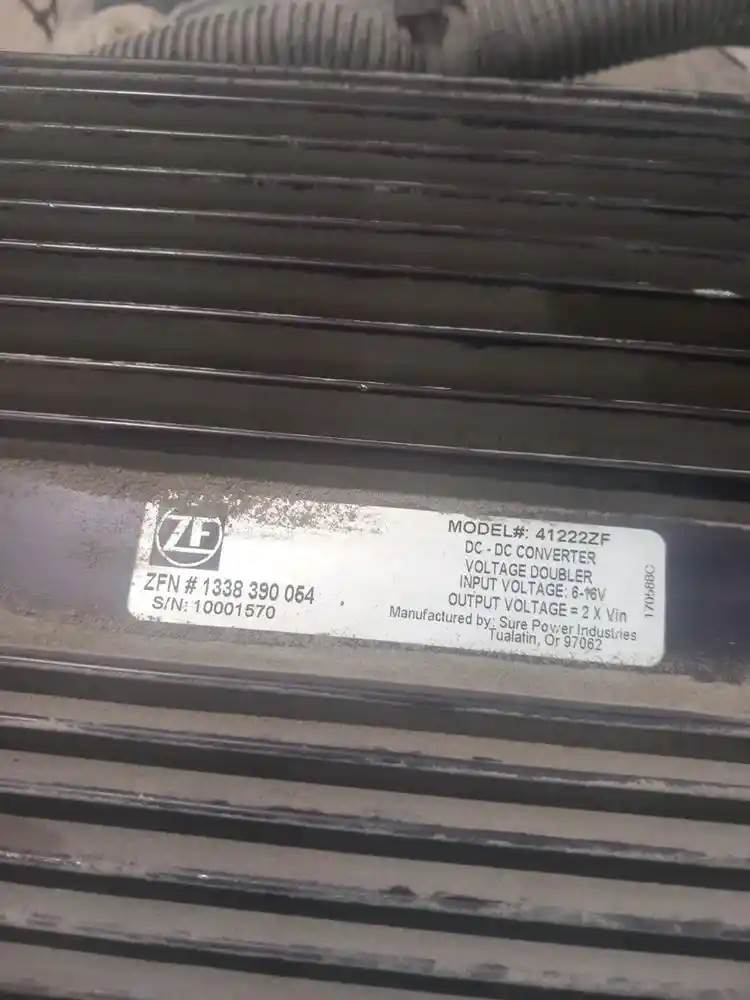 ZF
ZFN # 1338 390 054
S/N: 10001570
MODEL#: 41222ZF
DC - DC CONVERTER
VOLTAGE DOUBLER
INPUT VOLTAGE: 6-16V
OUTPUT VOLTAGE = 2 X Vin
Manufactured by: Sure Power Industries
Tualatin, Or 97062
170588C